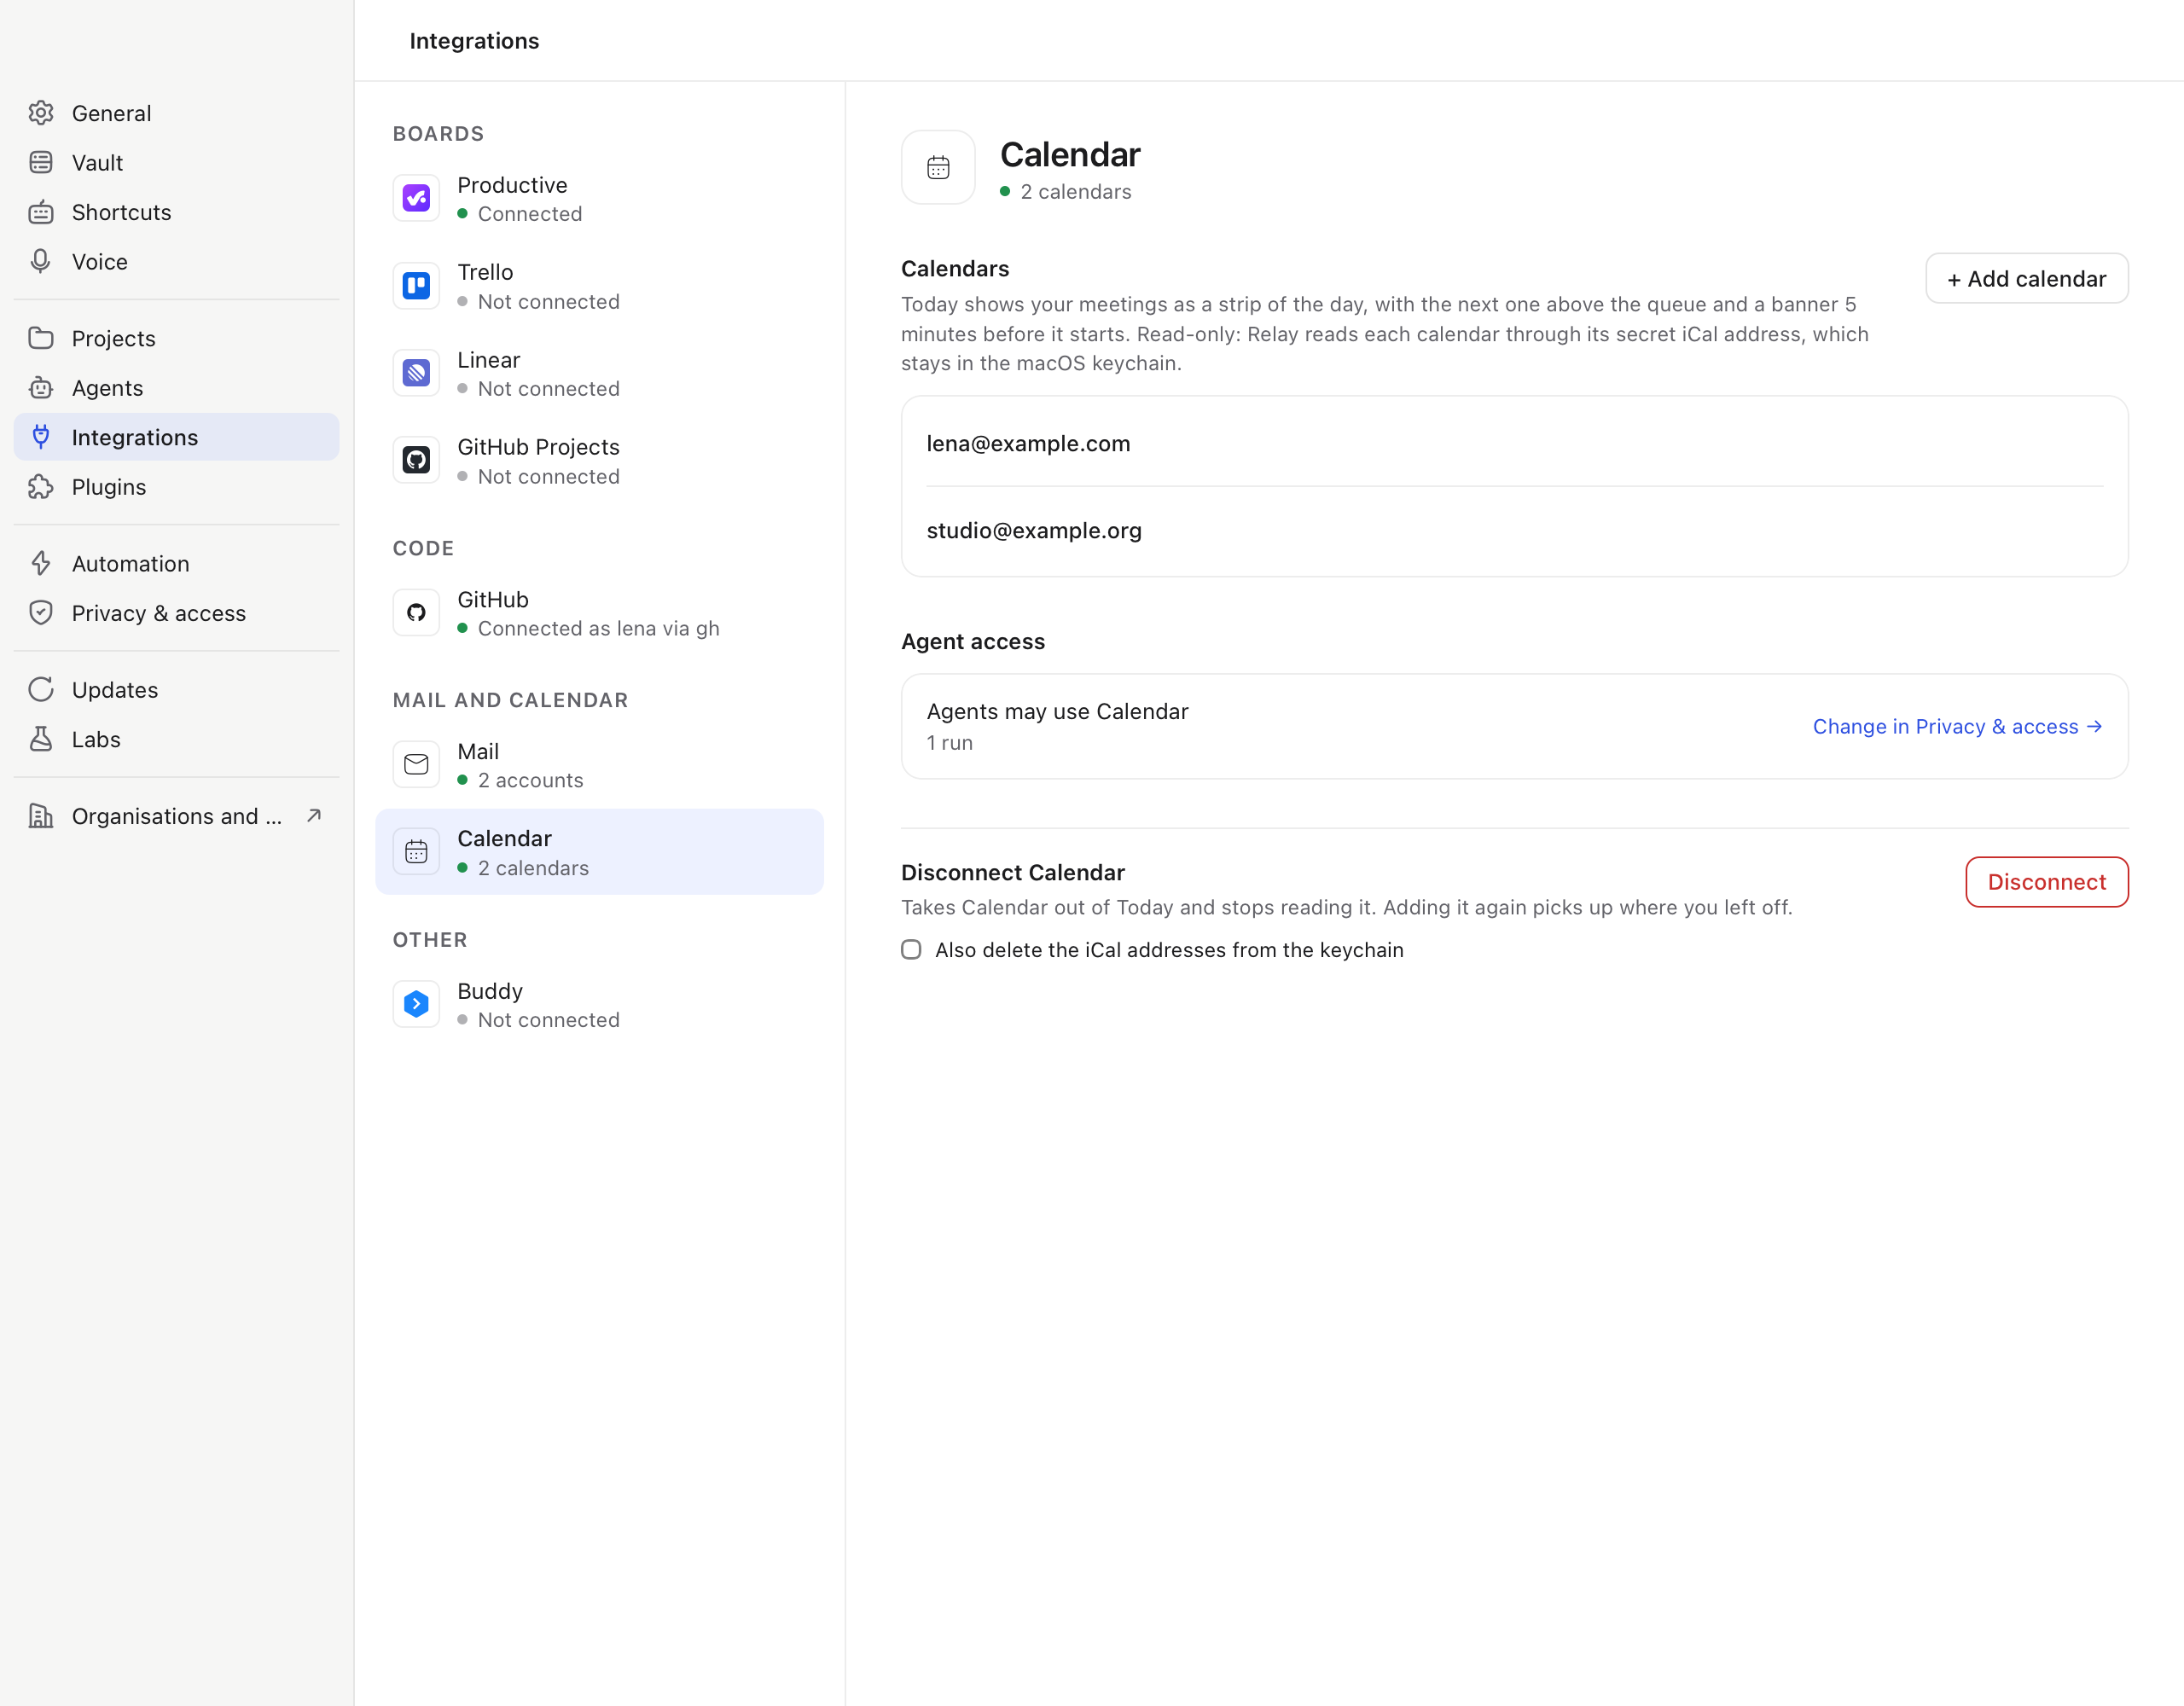 Integrations
General
Vault
Shortcuts
Voice
Projects
Agents
Integrations
Plugins
Automation
Privacy & access
Updates
Labs
Organisations and ...
BOARDS
Productive
Connected
Trello
Not connected
Linear
Not connected
GitHub Projects
Not connected
CODE
GitHub
Connected as lena via gh
MAIL AND CALENDAR
Mail
2 accounts
Calendar
2 calendars
OTHER
Buddy
Not connected
Calendar
2 calendars
Calendars
+ Add calendar
Today shows your meetings as a strip of the day, with the next one above the queue and a banner 5
minutes before it starts. Read-only: Relay reads each calendar through its secret iCal address, which
stays in the macOS keychain.
lena@example.com
studio@example.org
Agent access
Agents may use Calendar
1 run
Change in Privacy & access →
Disconnect Calendar
Disconnect
Takes Calendar out of Today and stops reading it. Adding it again picks up where you left off.
Also delete the iCal addresses from the keychain